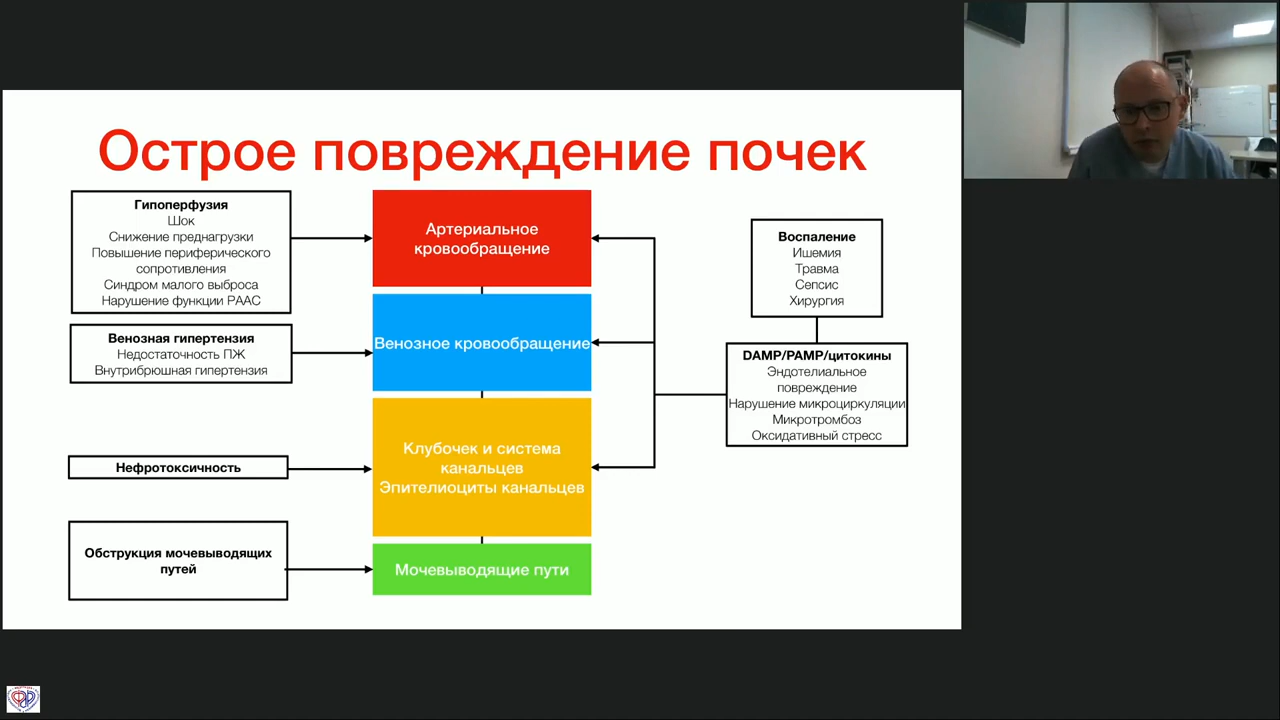 Острое повреждение почек
Гипоперфузия
Шок
Снижение преднагрузки
Повышение периферического
сопротивления
Синдром малого выброса
Нарушение функции РААС
Венозная гипертензия
Недостаточность ПЖ
Внутрибрюшная гипертензия
Нефротоксичность
Обструкция мочевыводящих
путей
Артериальное
кровообращение
Венозное кровообращение
Клубочек и система
канальцев
Эпителиоциты канальцев
Мочевыводящие пути
Воспаление
Ишемия
Травма
Сепсис
Хирургия
DAMP/PAMP/цитокины
Эндотелиальное
повреждение
Нарушение микроциркуляции
Микротромбоз
Оксидативный стресс